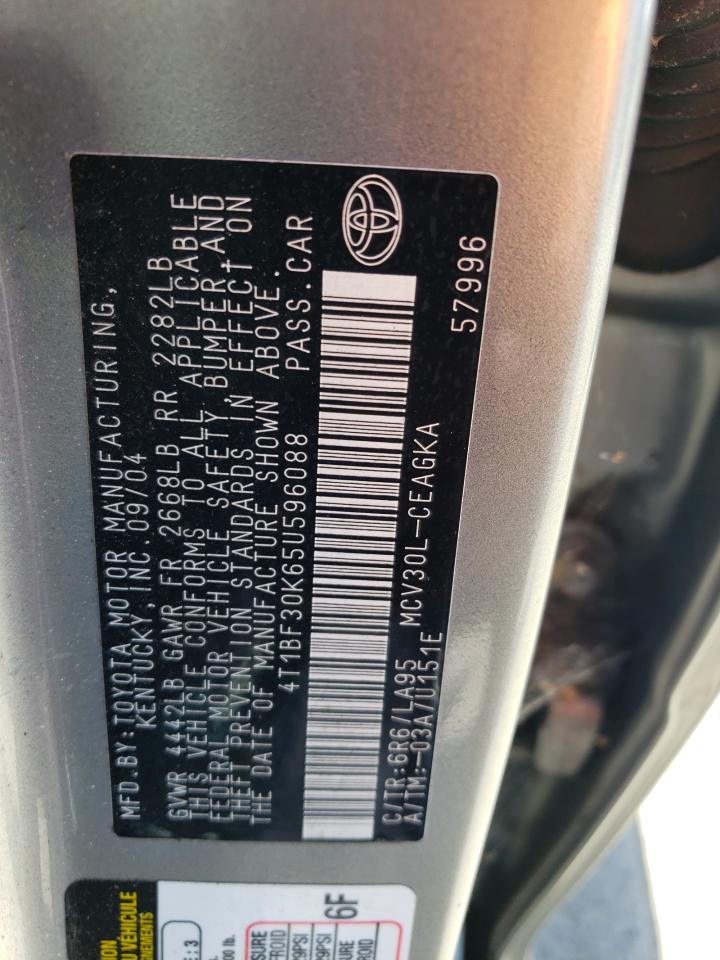 MFD.BY:TOYOTA MOTOR MANUFACTURING,
KENTUCKY, INC. 09/04
GVWR 4442LB GAWR FR 2668LB RR 2282LB
THIS VEHICLE CONFORMS TO ALL APPLICABLE
FEDERAL MOTOR VEHICLE SAFETY, BUMPER AND
THEFT PREVENTION STANDARDS IN EFFECT ON
THE DATE OF MANUFACTURE SHOWN ABOVE.
4T1BF30K65U596088 PASS.CAR
C/TR:6R6/LA95 MCV30L-CEAGKA
A/TM:-03A/U151E 57996
U VÉHICULE
6F